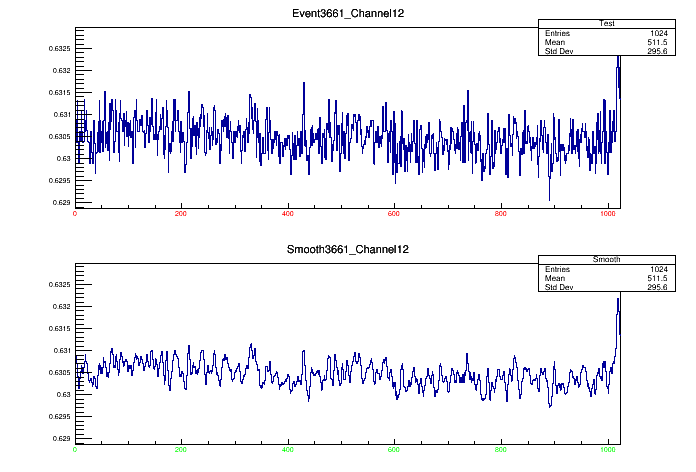 Event3661_Channel12
Test
Entries 1024
Mean 511.5
Std Dev 295.6
0.6325
0.632
0.6315
0.631
0.6305
0.63
0.6295
0.629
0 200 400 600 800 1000
Smooth3661_Channel12
Smooth
Entries 1024
Mean 511.5
Std Dev 295.6
0.6325
0.632
0.6315
0.631
0.6305
0.63
0.6295
0.629
0 200 400 600 800 1000